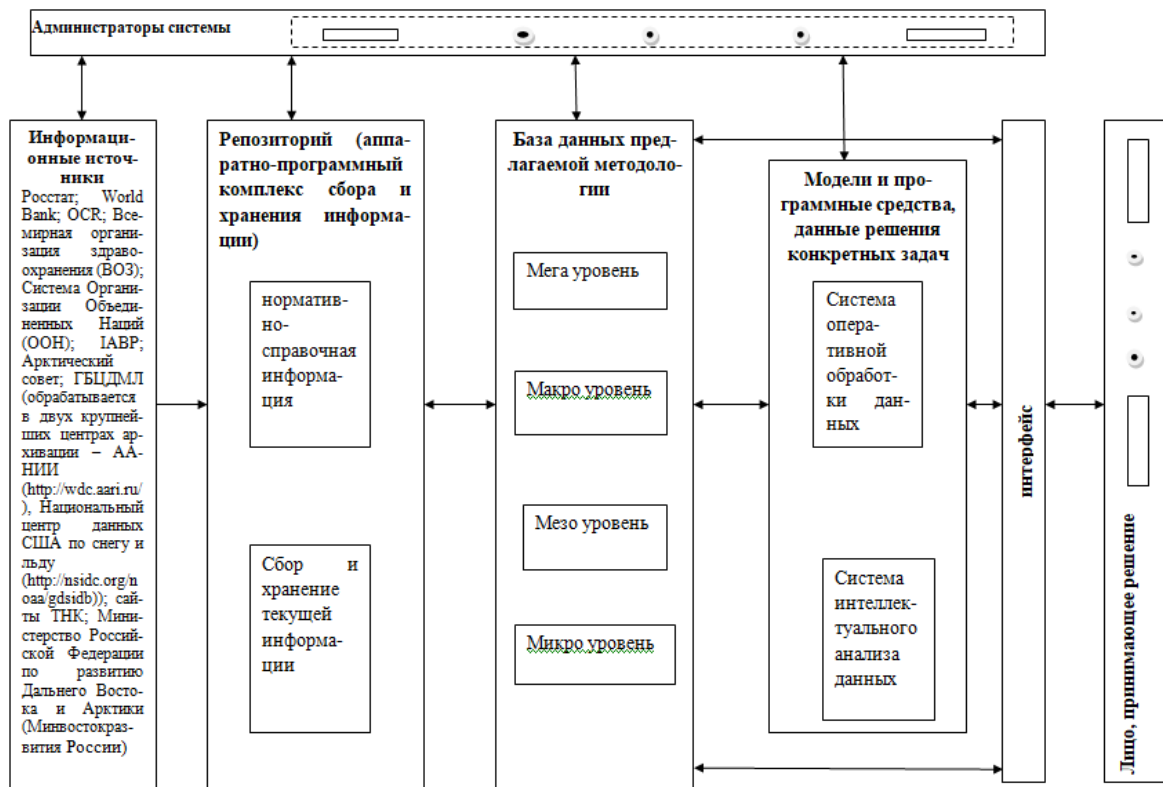 Администраторы системы
Информаци-
онные источ-
ники
Росстат; World
Bank; OCR; Все-
мирная органи-
зация здраво-
охранения (ВОЗ);
Система Органи-
зации Объеди-
ненных Наций
(ООН); IABP;
Арктический
совет; ГБЦДМЛ
(обрабатывается
в двух крупней-
ших центрах ар-
хивации – АА-
НИИ
(http://wdc.aari.ru/
), Национальный
центр данных
США по снегу и
льду
(http://nsidc.org/n
oaa/gdsidb)); сай-
ты ТНК; Мини-
стерство Россий-
ской Федерации
по развитию
Дальнего Восто-
ка и Арктики
(Минвостокраз-
вития России)
Репозиторий (аппа-
ратно-программный
комплекс сбора и
хранения информа-
ции)
норматив-
но-
справочная
информа-
ция
Сбор и
хранение
текущей
информа-
ции
База данных пред-
лагаемой методоло-
гии
Мега уровень
Макро уровень
Мезо уровень
Микро уровень
Модели и про-
граммные средства,
данные решения
конкретных задач
Система
опера-
тивной
обработ-
ки дан-
ных
Система
интеллек-
туального
анализа
данных
интерфейс
Лицо, принимающее решение